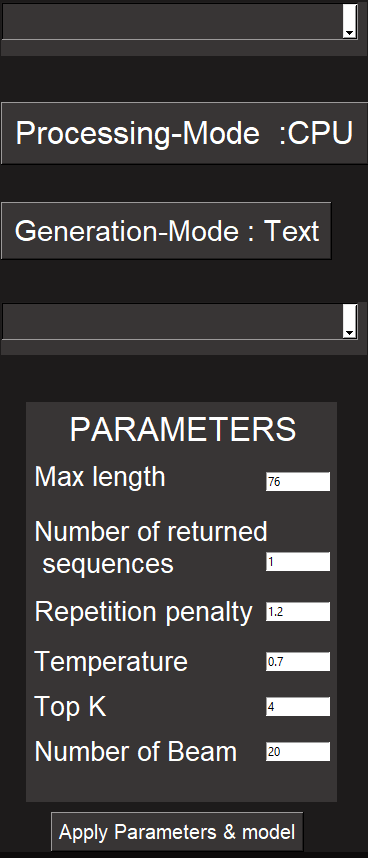 Processing-Mode :CPU
Generation-Mode : Text
PARAMETERS
Max length
76
Number of returned
sequences
1
Repetition penalty
1.2
Temperature
0.7
Top K
4
Number of Beam
20
Apply Parameters & model